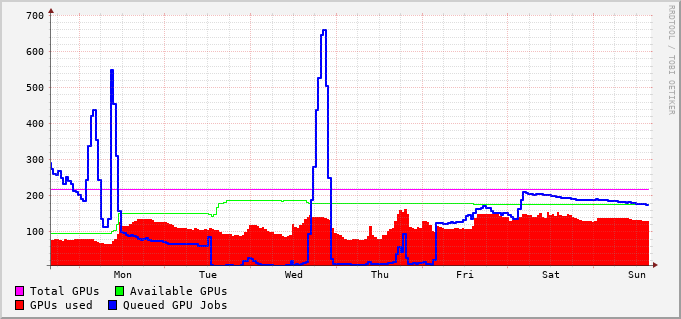 700
600
500
400
300
200
100
Mon Tue Wed Thu Fri Sat Sun
Total GPUs Available GPUs
GPUs used Queued GPU Jobs
RRDTOOL / TOBI OETIKER